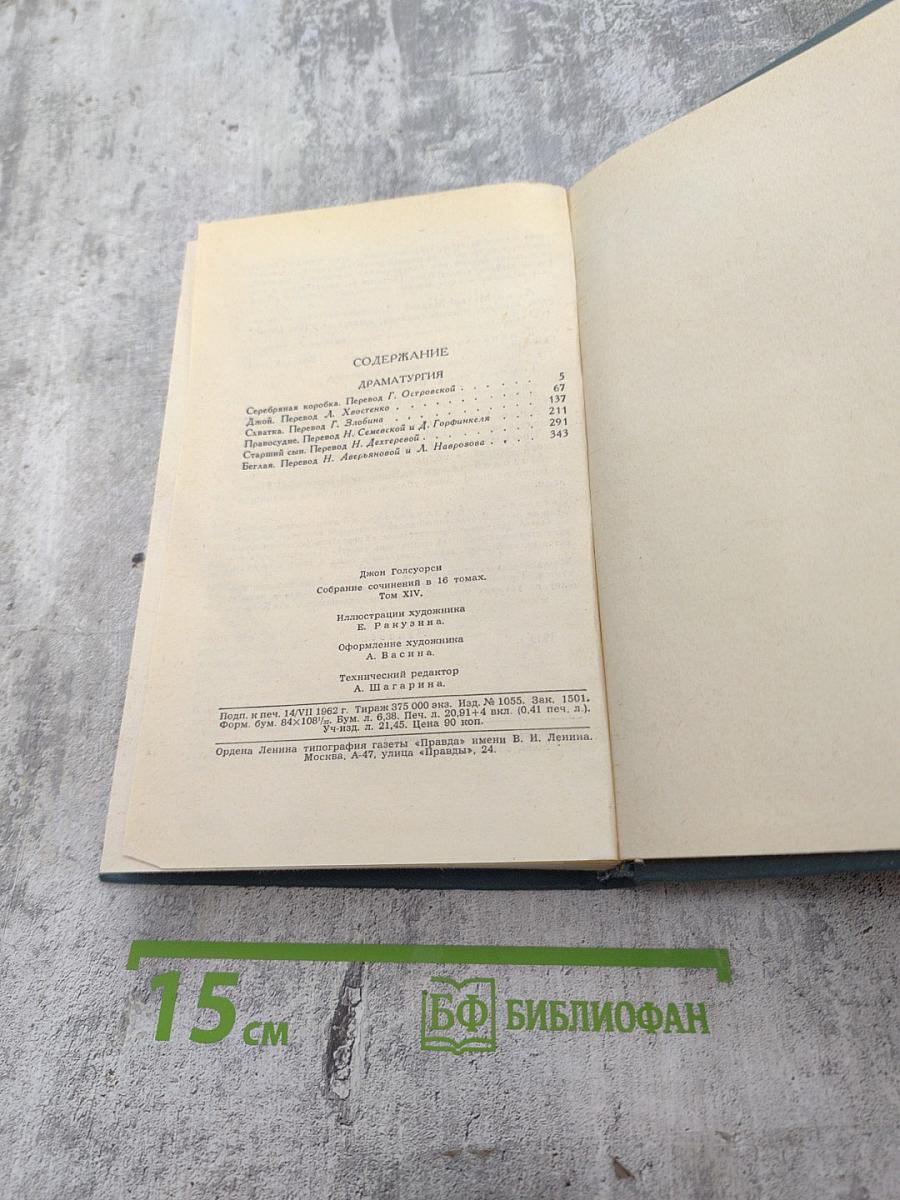 СОДЕРЖАНИЕ
ДРАМАТУРГИЯ
Серебряная коробка. Перевод Г. Островской . . . . . . . 5
Джой. Перевод Л. Хвостенко . . . . . . . . . 67
Схватка. Перевод Г. Злобина . . . . . . . . . 137
Правосудие. Перевод Н. Семевской и Д. Горфинкеля . . . . 211
Старший сын. Перевод Н. Дехтеревой . . . . . . . . 291
Беглая. Перевод Н. Аверьяновой и Л. Наврозова . . . . 343
Джон Голсуорси
Собрание сочинений в 16 томах.
Том XIV.
Иллюстрации художника
Е. Ракузина.
Оформление художника
А. Васина.
Технический редактор
А. Шагарина.
Подп. к печ. 14/VII 1962 г. Тираж 375 000 экз. Изд. № 1055. Зак. 1501.
Форм. бум. 84×108¹/₃₂. Бум. л. 6,38. Печ. л. 20,91+4 вкл. (0,41 печ. л.).
Уч-изд. л. 21,45. Цена 90 коп.
Ордена Ленина типография газеты «Правда» имени В. И. Ленина.
Москва, А-47, улица «Правды», 24.
15 см
БФ БИБЛИОФАН